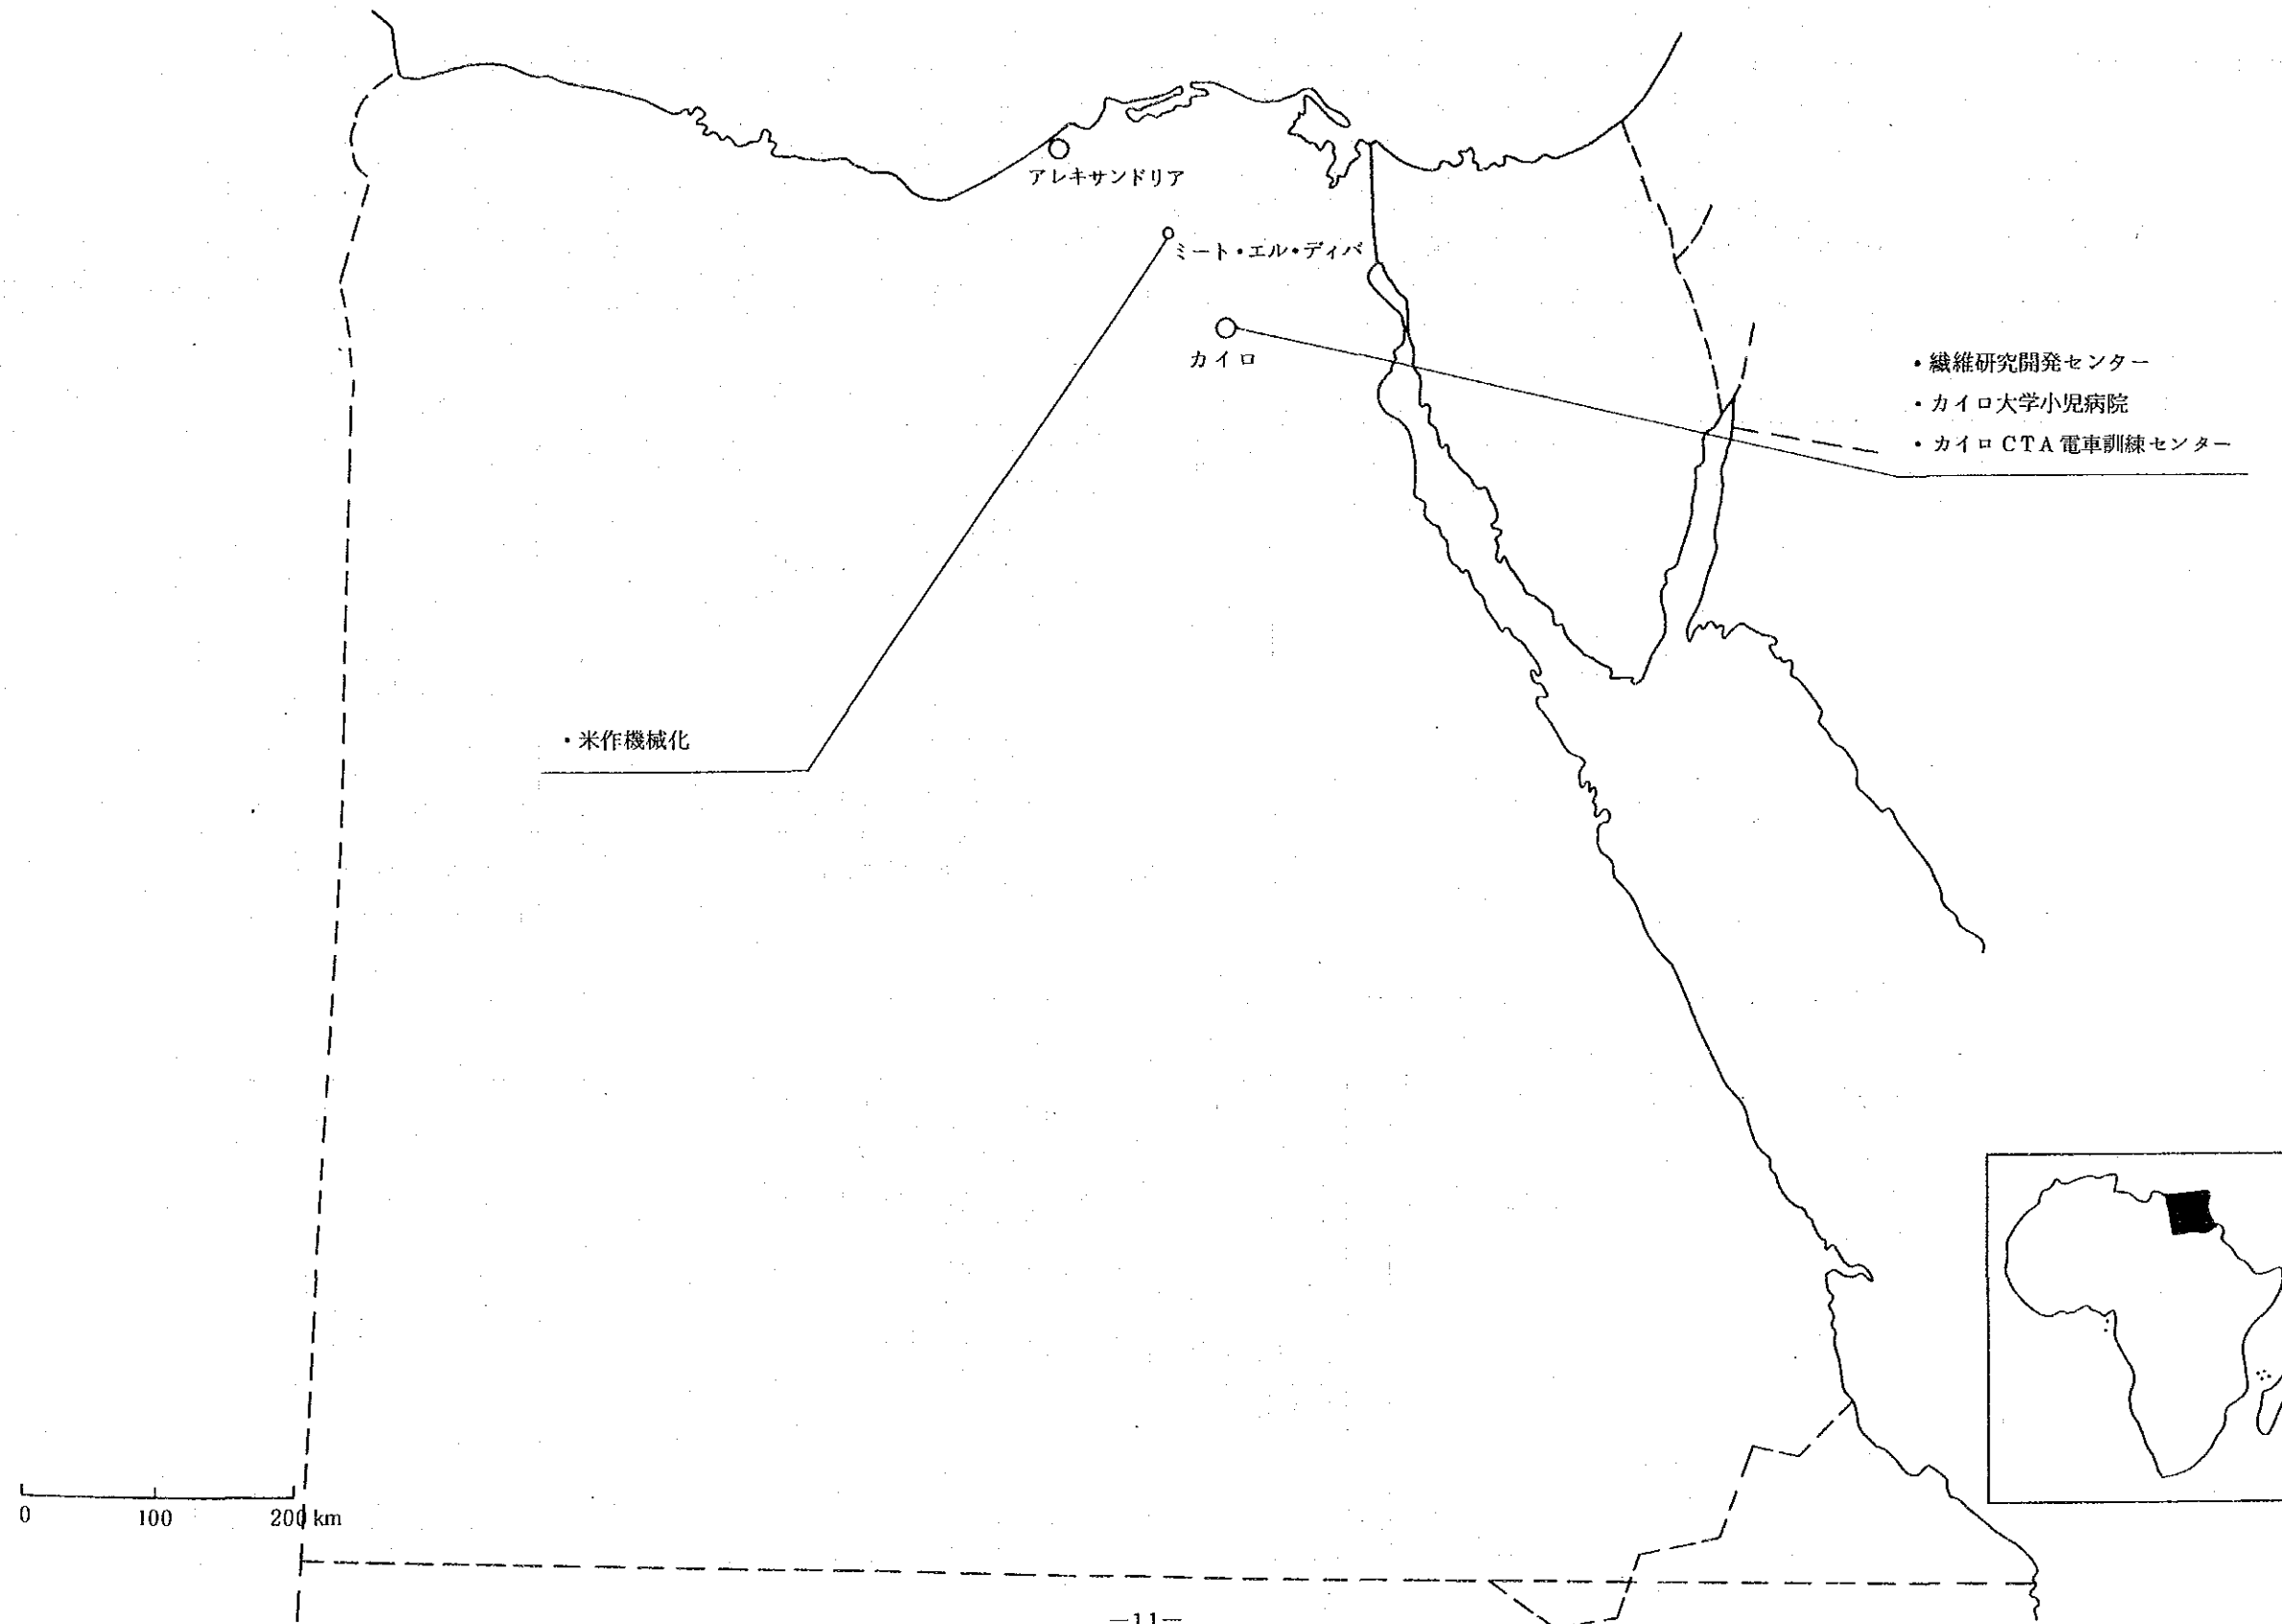 アレキサンドリア
ミート・エル・ディバ
カイロ
・繊維研究開発センター
・カイロ大学小児病院
・カイロCTA電車訓練センター
・米作機械化
0 100 200 km
—11—